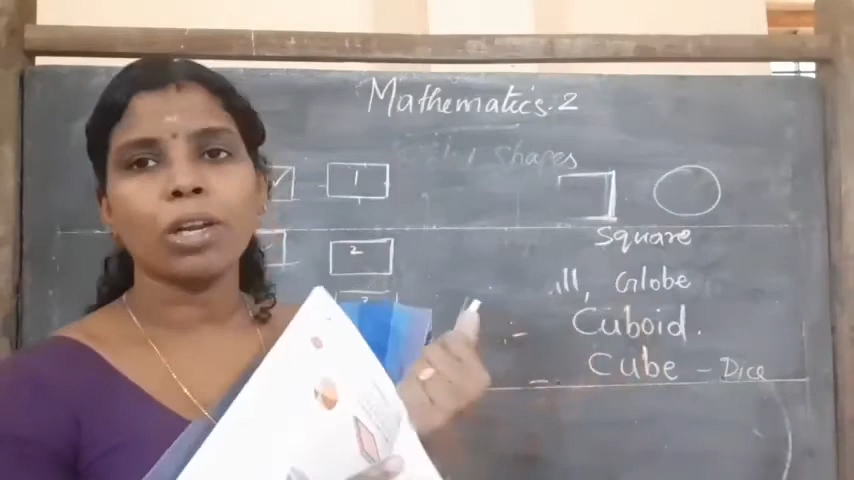 Mathematics. 2
Shapes
1
Square
2
Globe
Cuboid.
Cube - Dice